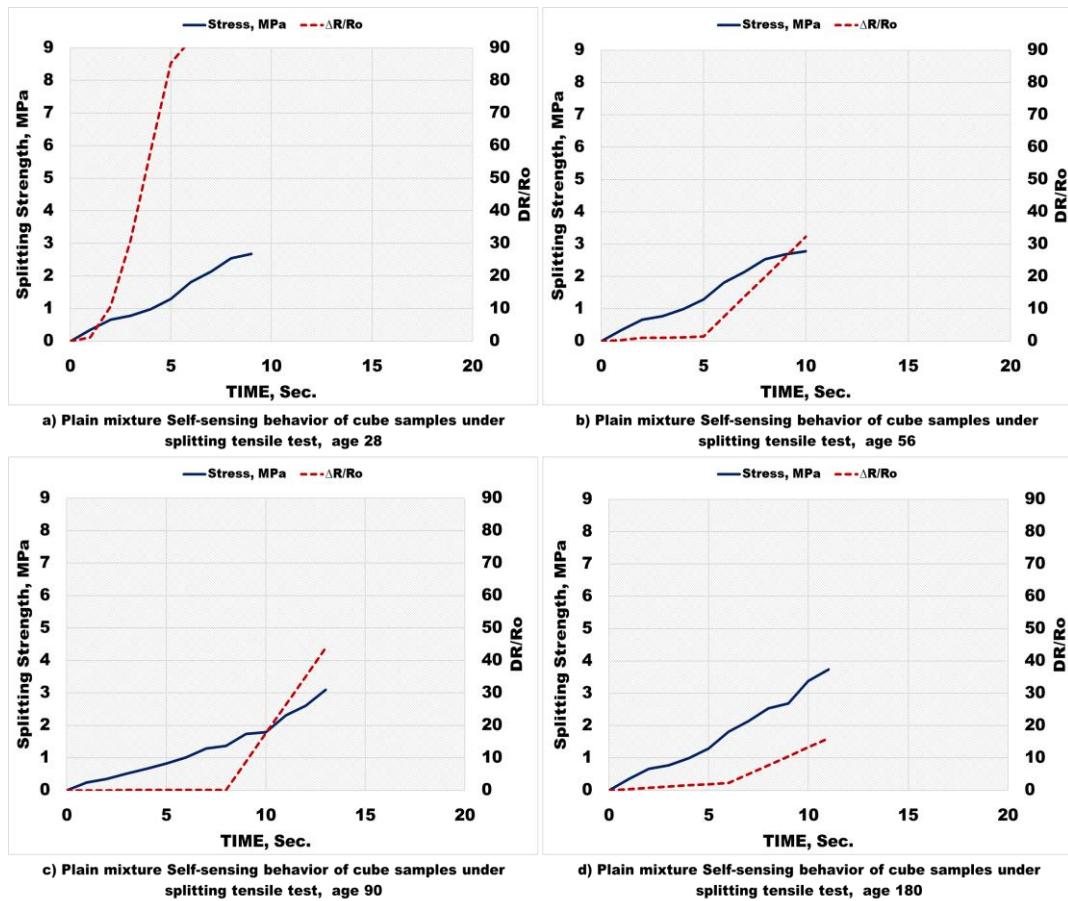 Stress, MPa ΔR/Ro
9
8
7
6
5
4
3
2
1
0
Splitting Strength, MPa
90
80
70
60
50
40
30
20
10
0
DR/Ro
0 5 10 15 20
TIME, Sec.
a) Plain mixture Self-sensing behavior of cube samples under
splitting tensile test, age 28
Stress, MPa ΔR/Ro
9
8
7
6
5
4
3
2
1
0
Splitting Strength, MPa
90
80
70
60
50
40
30
20
10
0
DR/Ro
0 5 10 15 20
TIME, Sec.
b) Plain mixture Self-sensing behavior of cube samples under
splitting tensile test, age 56
Stress, MPa ΔR/Ro
9
8
7
6
5
4
3
2
1
0
Splitting Strength, MPa
90
80
70
60
50
40
30
20
10
0
DR/Ro
0 5 10 15 20
TIME, Sec.
c) Plain mixture Self-sensing behavior of cube samples under
splitting tensile test, age 90
Stress, MPa ΔR/Ro
9
8
7
6
5
4
3
2
1
0
Splitting Strength, MPa
90
80
70
60
50
40
30
20
10
0
DR/Ro
0 5 10 15 20
TIME, Sec.
d) Plain mixture Self-sensing behavior of cube samples under
splitting tensile test, age 180